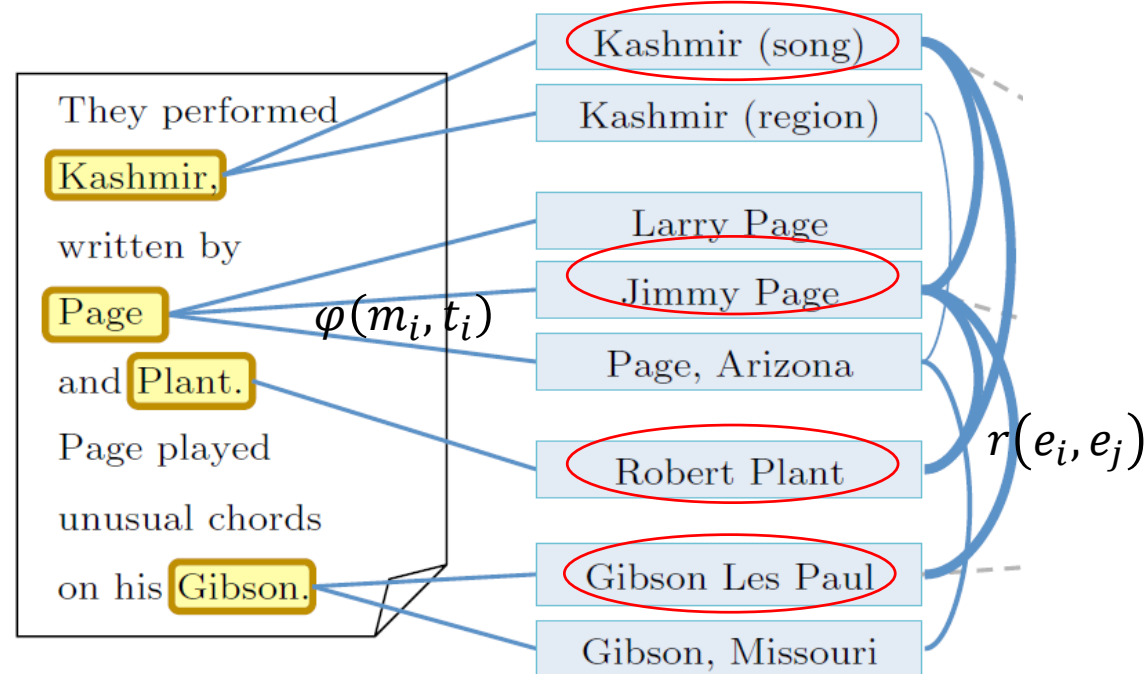 They performed
Kashmir,
written by
Page
and Plant.
Page played
unusual chords
on his Gibson.
φ(m_i, t_i)
Kashmir (song)
Kashmir (region)
Larry Page
Jimmy Page
Page, Arizona
Robert Plant
Gibson Les Paul
Gibson, Missouri
r(e_i, e_j)